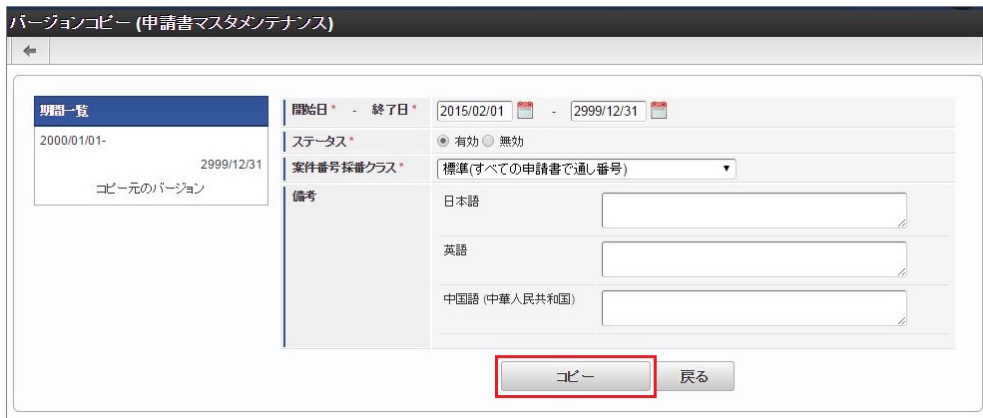 バージョンコピー (申請書マスタメンテナンス)
期間一覧
2000/01/01-
2999/12/31
コピー元のバージョン
開始日* - 終了日* 2015/02/01 - 2999/12/31
ステータス* 有効 無効
案件番号採番クラス* 標準(すべての申請書で通し番号)
備考
日本語
英語
中国語 (中華人民共和国)
コピー 戻る